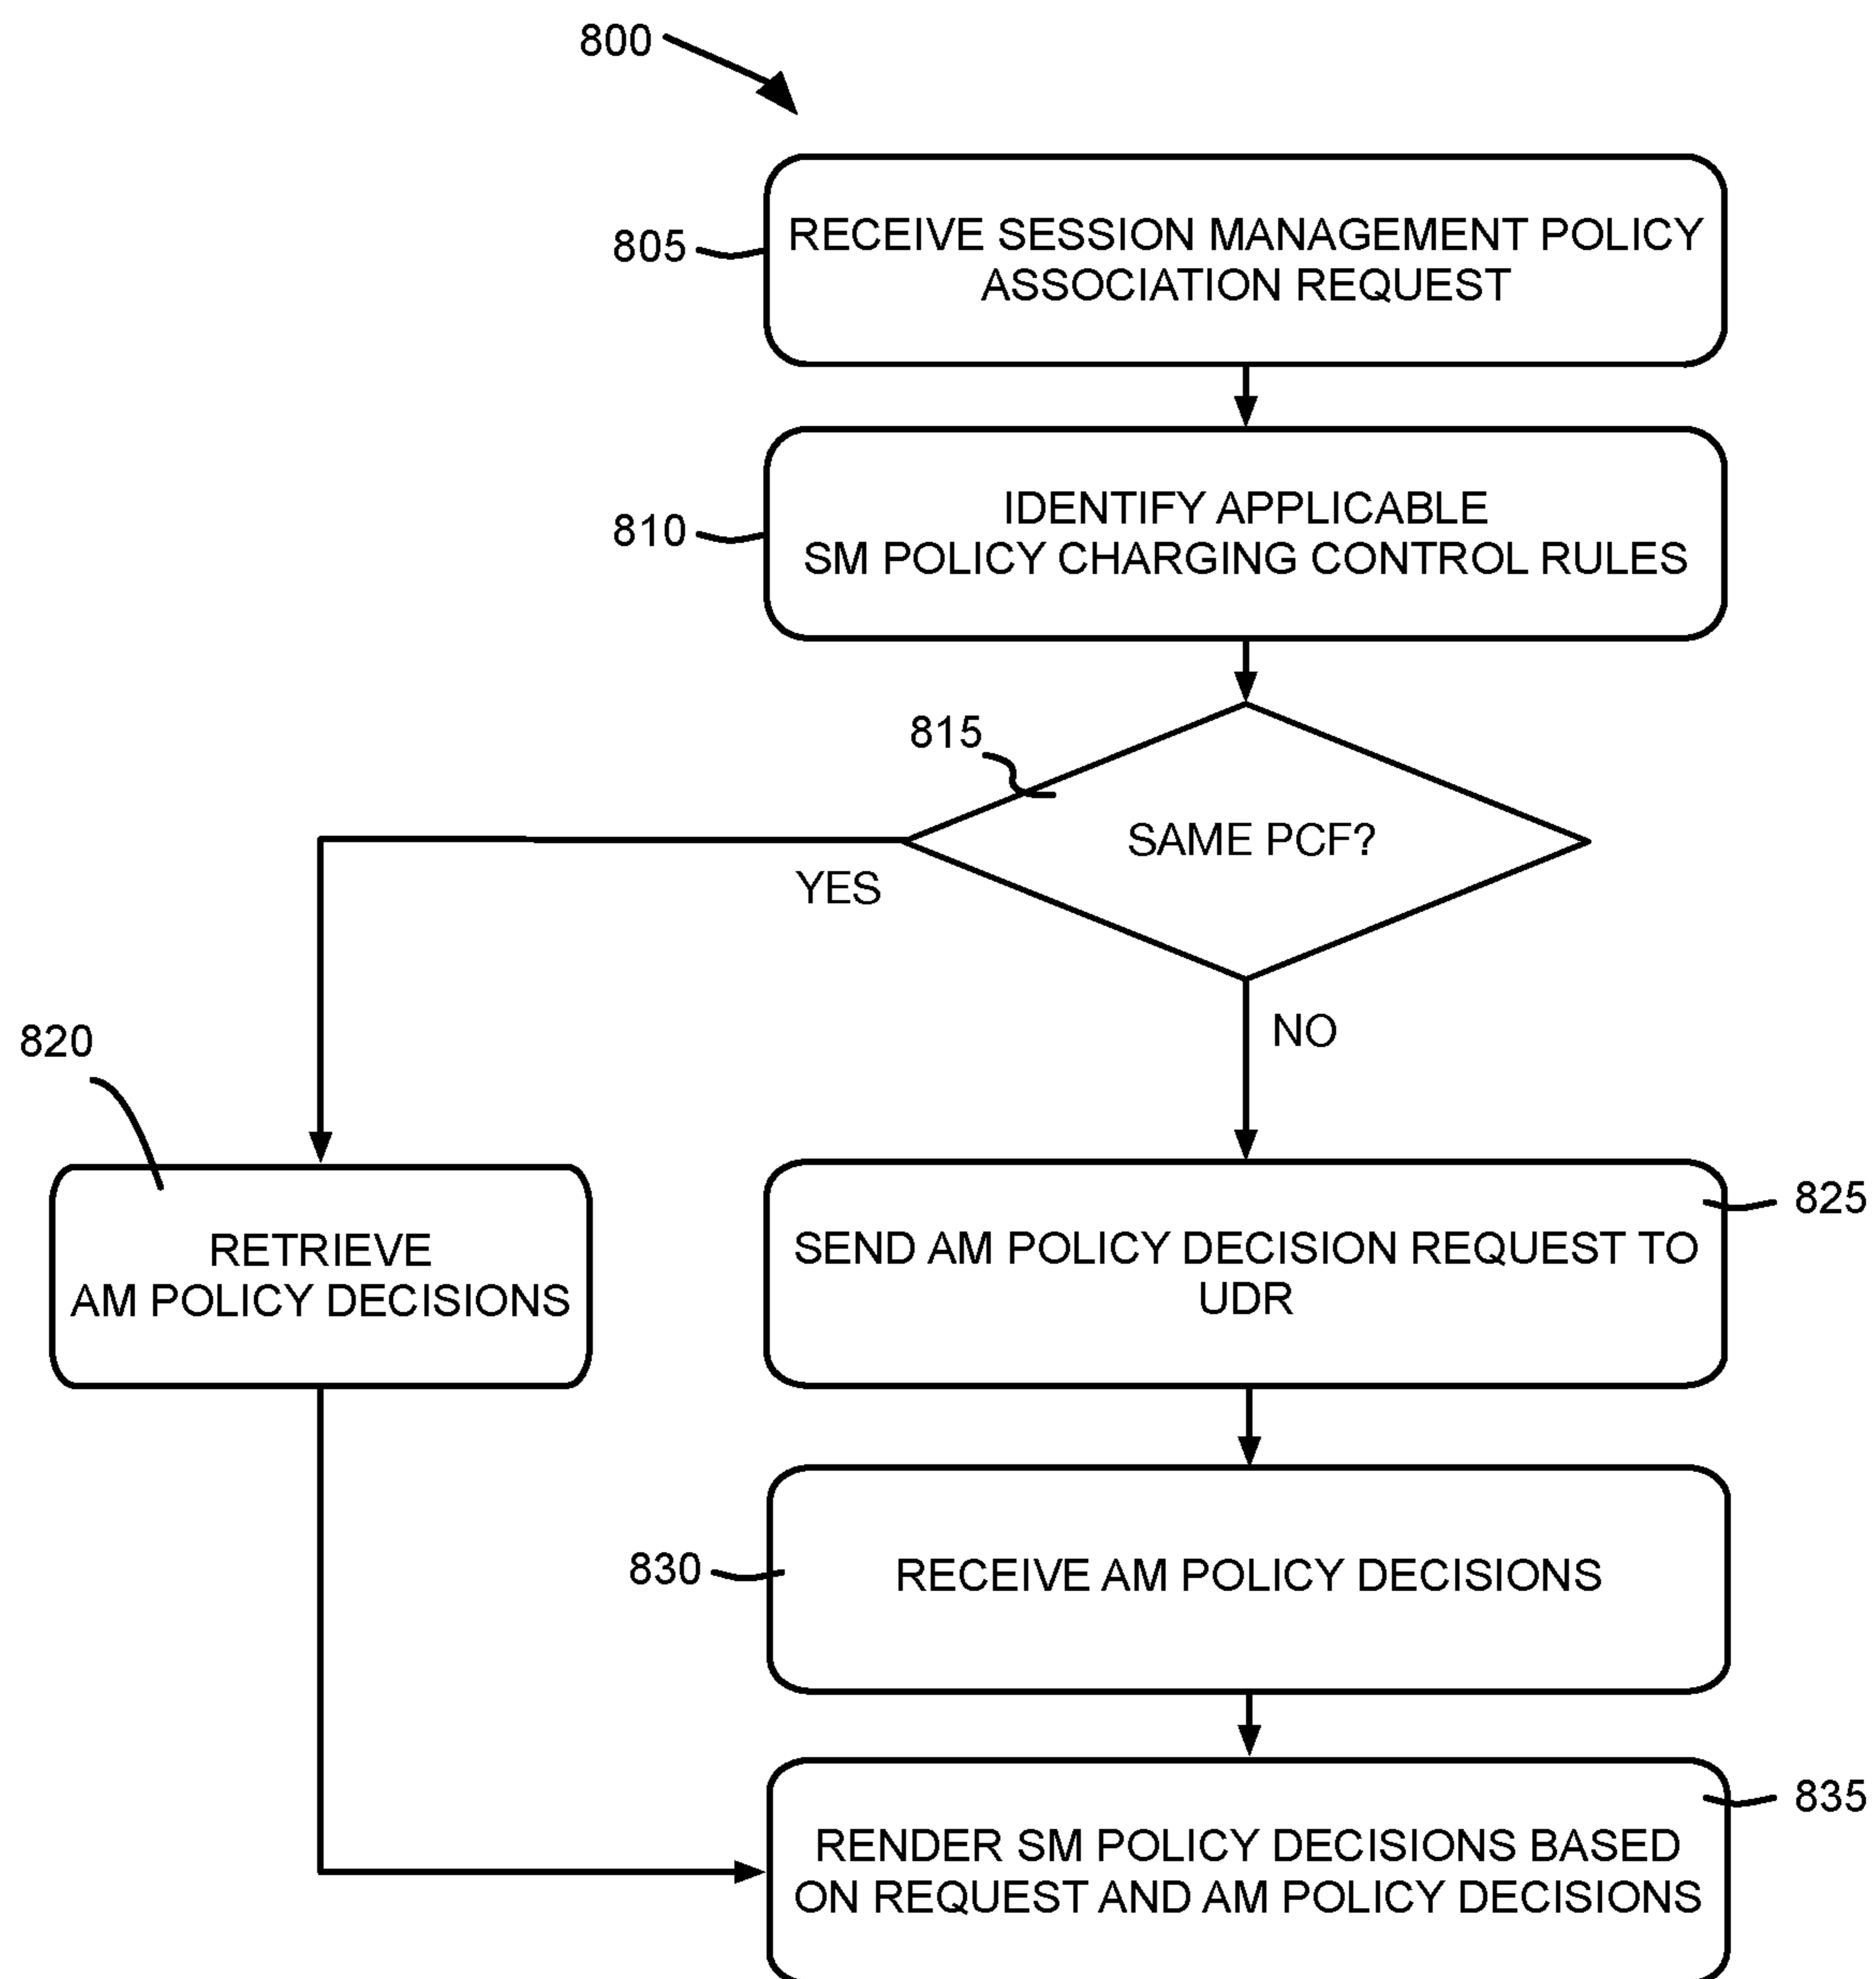 800
805
RECEIVE SESSION MANAGEMENT POLICY
ASSOCIATION REQUEST
810
IDENTIFY APPLICABLE
SM POLICY CHARGING CONTROL RULES
815
SAME PCF?
YES
NO
820
RETRIEVE
AM POLICY DECISIONS
825
SEND AM POLICY DECISION REQUEST TO
UDR
830
RECEIVE AM POLICY DECISIONS
835
RENDER SM POLICY DECISIONS BASED
ON REQUEST AND AM POLICY DECISIONS